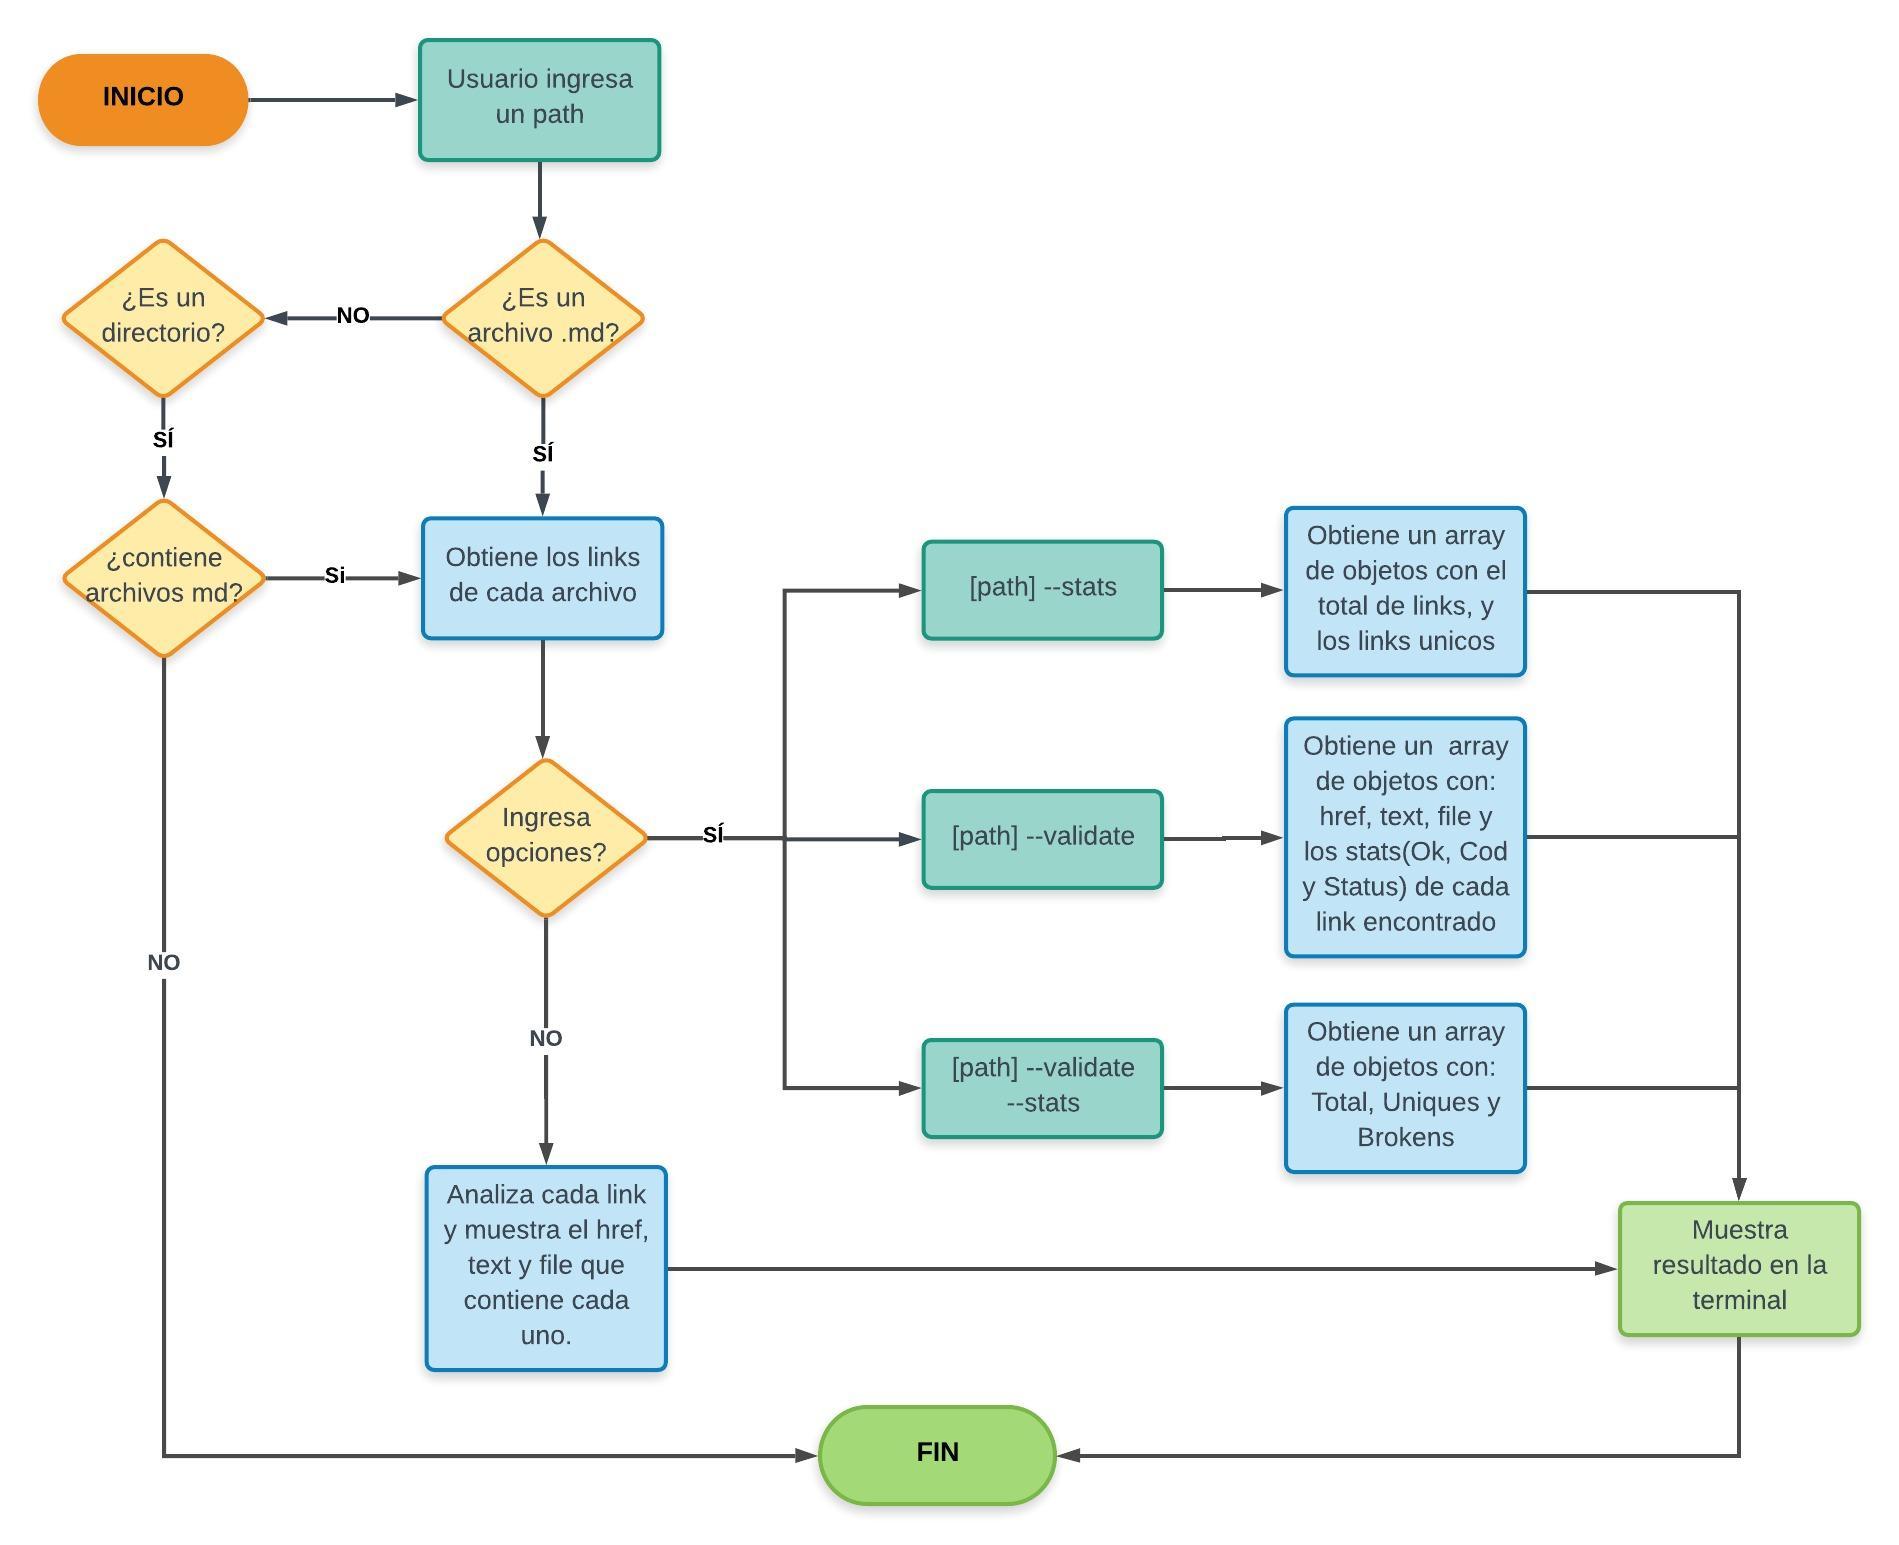 INICIO
Usuario ingresa
un path
¿Es un
directorio?
NO
¿Es un
archivo .md?
SÍ
SÍ
¿contiene
archivos md?
Si
Obtiene los links
de cada archivo
[path] --stats
Obtiene un array
de objetos con el
total de links, y
los links unicos
Ingresa
opciones?
SÍ
[path] --validate
Obtiene un  array
de objetos con:
href, text, file y
los stats(Ok, Cod
y Status) de cada
link encontrado
NO
NO
[path] --validate
--stats
Obtiene un array
de objetos con:
Total, Uniques y
Brokens
Analiza cada link
y muestra el href,
text y file que
contiene cada
uno.
Muestra
resultado en la
terminal
FIN